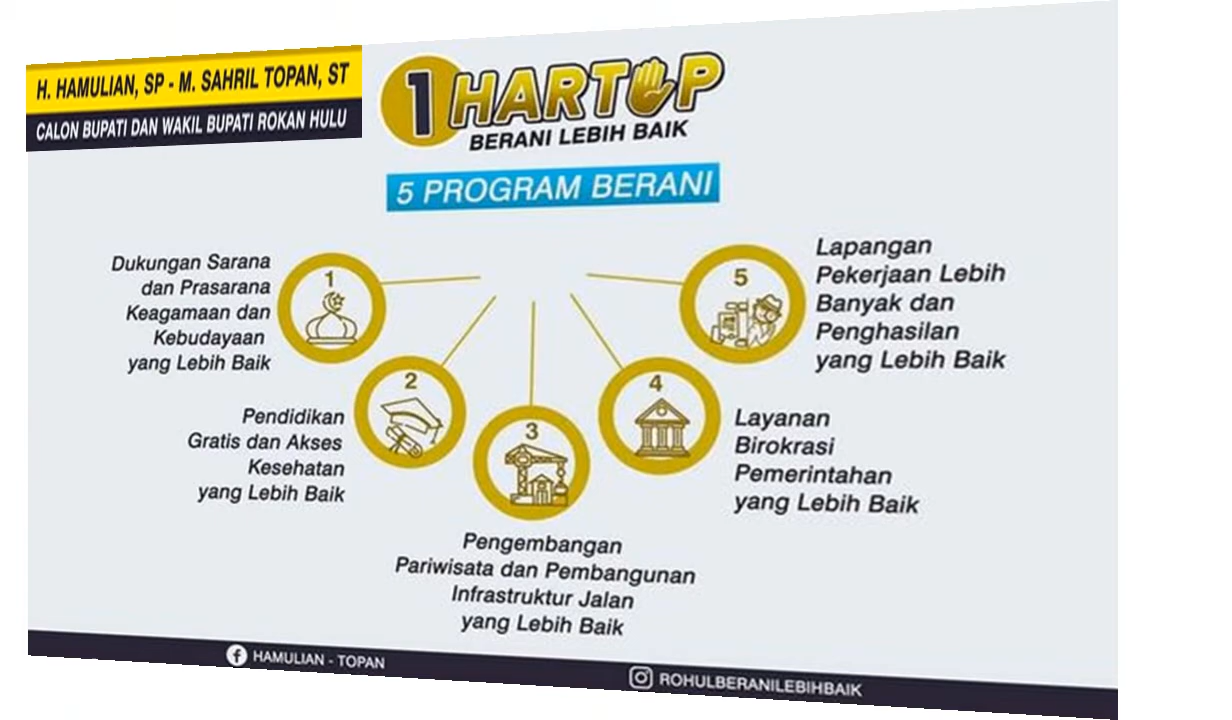 H. HAMULIAN, SP - M. SAHRIL TOPAN, ST
CALON BUPATI DAN WAKIL BUPATI ROKAN HULU
1 HARTOP
BERANI LEBIH BAIK
5 PROGRAM BERANI
1
Dukungan Sarana
dan Prasarana
Keagamaan dan
Kebudayaan
yang Lebih Baik
2
Pendidikan
Gratis dan Akses
Kesehatan
yang Lebih Baik
3
Pengembangan
Pariwisata dan Pembangunan
Infrastruktur Jalan
yang Lebih Baik
4
Layanan
Birokrasi
Pemerintahan
yang Lebih Baik
5
Lapangan
Pekerjaan Lebih
Banyak dan
Penghasilan
yang Lebih Baik
HAMULIAN - TOPAN
ROHULBERANILEBIHBAIK